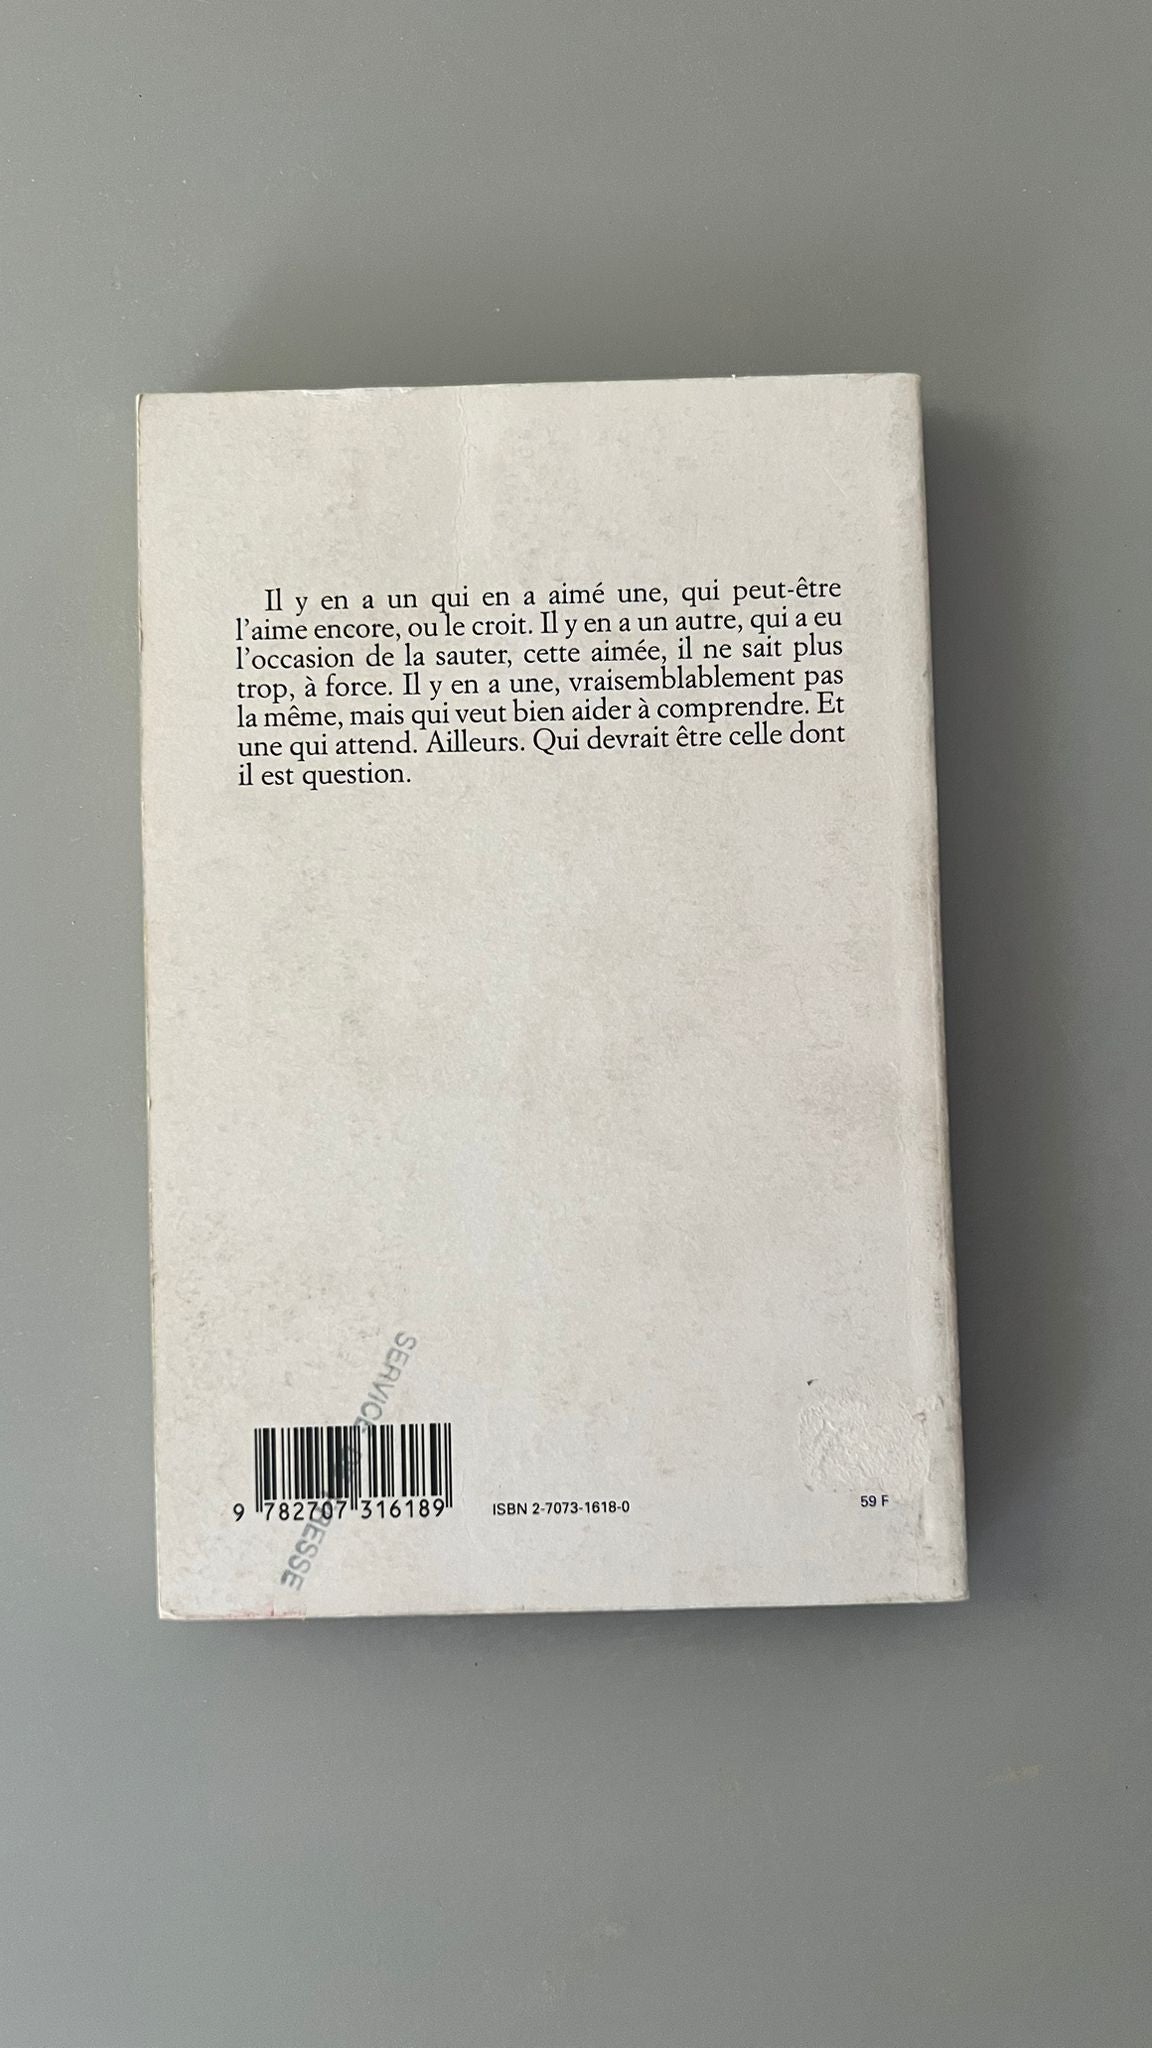 Il y en a un qui en a aimé une, qui peut-être
l’aime encore, ou le croit. Il y en a un autre, qui a eu
l’occasion de la sauter, cette aimée, il ne sait plus
trop, à force. Il y en a une, vraisemblablement pas
la même, mais qui veut bien aider à comprendre. Et
une qui attend. Ailleurs. Qui devrait être celle dont
il est question.
SERVICE DE PRESSE
9 782707 316189
ISBN 2-7073-1618-0
59 F